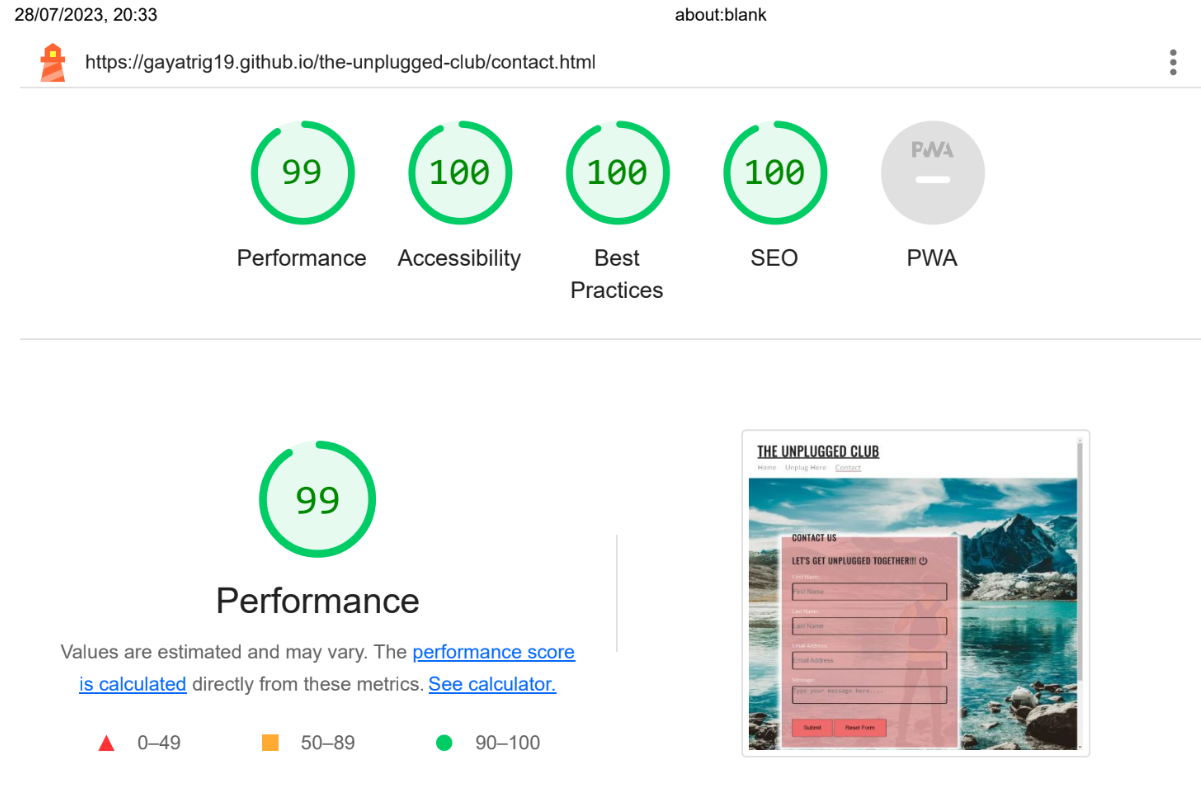 28/07/2023, 20:33
about:blank
https://gayatrig19.github.io/the-unplugged-club/contact.html
99
100
100
100
PWA
Performance
Accessibility
Best
Practices
SEO
PWA
99
Performance
Values are estimated and may vary. The performance score
is calculated directly from these metrics. See calculator.
0–49
50–89
90–100
THE UNPLUGGED CLUB
Home Unplug Here Contact
CONTACT US
LET'S GET UNPLUGGED TOGETHER!!!
First Name:
First Name
Last Name:
Last Name
Email Address:
Email Address
Message:
Type your message here....
Submit Reset Form